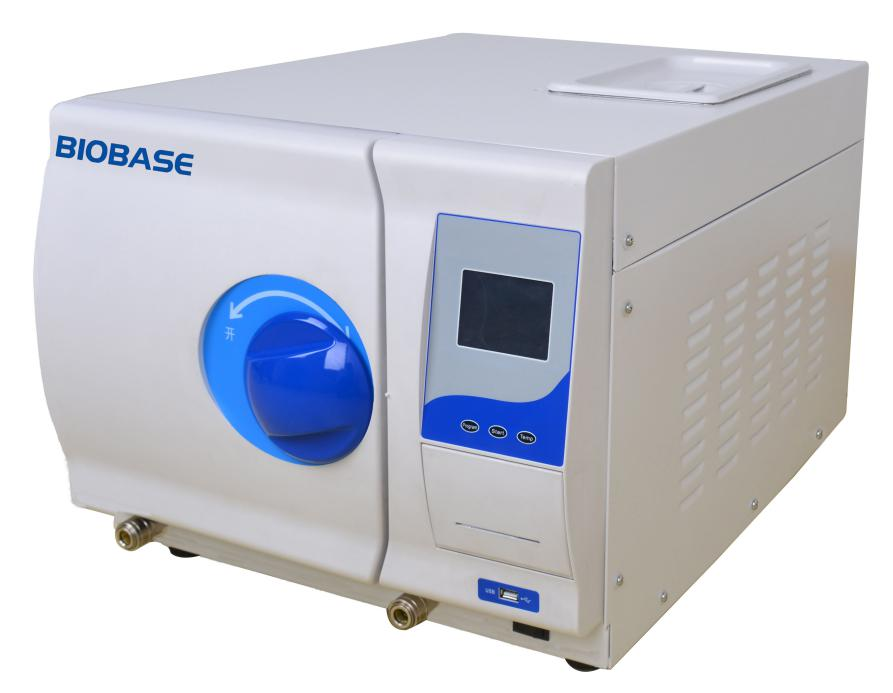 BIOBASE
开
Program
Start
Temp
USB